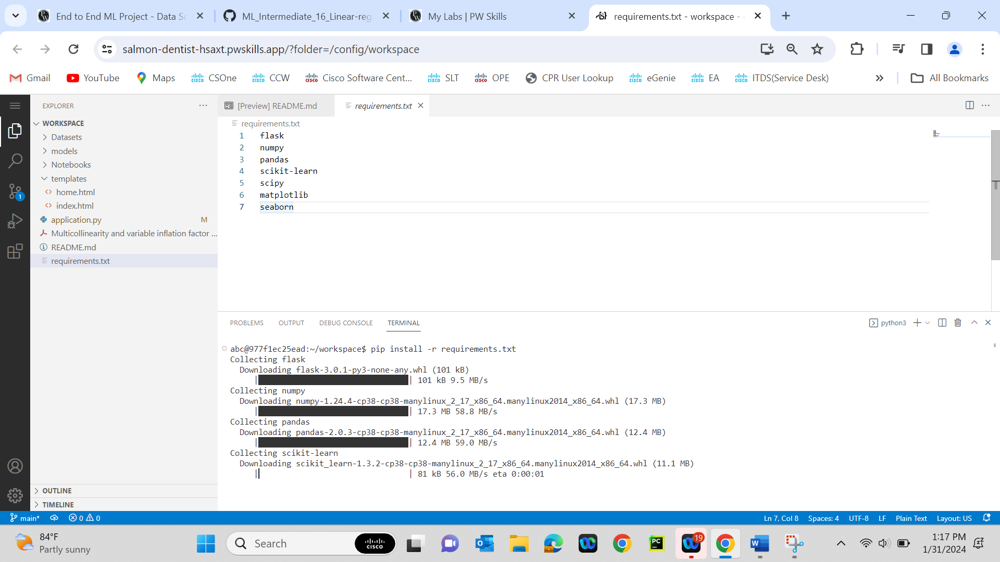 End to End ML Project - Data Sc
ML_Intermediate_16_Linear-reg
My Labs | PW Skills
requirements.txt - workspace -
salmon-dentist-hsaxt.pwskills.app/?folder=/config/workspace
Gmail
YouTube
Maps
CSOne
CCW
Cisco Software Cent...
SLT
OPE
CPR User Lookup
eGenie
EA
ITDS(Service Desk)
All Bookmarks
EXPLORER
WORKSPACE
Datasets
models
Notebooks
templates
home.html
index.html
application.py M
Multicollinearity and variable inflation factor ...
README.md
requirements.txt
OUTLINE
TIMELINE
1
[Preview] README.md
requirements.txt
requirements.txt
1 flask
2 numpy
3 pandas
4 scikit-learn
5 scipy
6 matplotlib
7 seaborn
PROBLEMS OUTPUT DEBUG CONSOLE TERMINAL
python3
abc@977f1ec25ead:~/workspace$ pip install -r requirements.txt
Collecting flask
Downloading flask-3.0.1-py3-none-any.whl (101 kB)
| | 101 kB 9.5 MB/s
Collecting numpy
Downloading numpy-1.24.4-cp38-cp38-manylinux_2_17_x86_64.manylinux2014_x86_64.whl (17.3 MB)
| | 17.3 MB 58.8 MB/s
Collecting pandas
Downloading pandas-2.0.3-cp38-cp38-manylinux_2_17_x86_64.manylinux2014_x86_64.whl (12.4 MB)
| | 12.4 MB 59.0 MB/s
Collecting scikit-learn
Downloading scikit_learn-1.3.2-cp38-cp38-manylinux_2_17_x86_64.manylinux2014_x86_64.whl (11.1 MB)
| | 81 kB 56.0 MB/s eta 0:00:01
main* 0 0
Ln 7, Col 8 Spaces: 4 UTF-8 LF Plain Text Layout: US
84°F
Partly sunny
Search
CISCO
PC
19
1:17 PM
1/31/2024